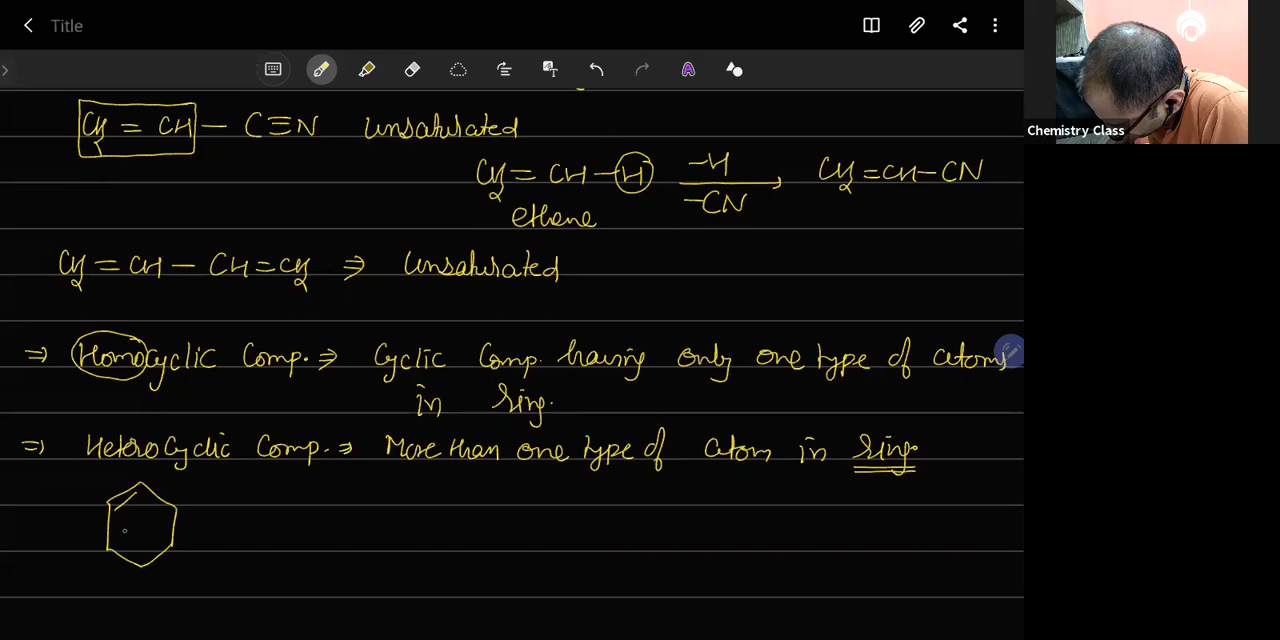 Title
Chemistry Class
CH2 = CH — C≡N unsaturated
CH2 = CH — H —H CH2=CH—CN
—CN
ethene
CH2 = CH — CH = CH2 ⇒ Unsaturated
⇒ Homocyclic Comp. ⇒ Cyclic Comp. having only one type of atoms
in ring.
⇒ Heterocyclic Comp. ⇒ More than one type of atom in ring.